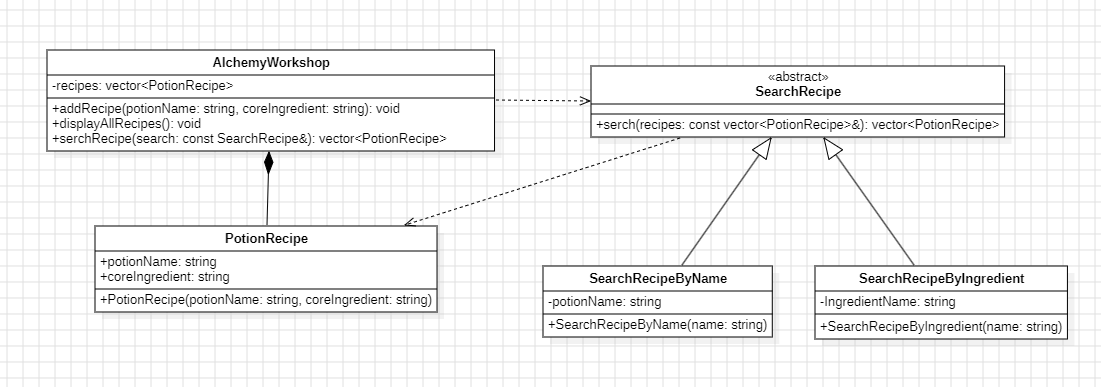 AlchemyWorkshop
-recipes: vector<PotionRecipe>
+addRecipe(potionName: string, coreIngredient: string): void
+displayAllRecipes(): void
+serchRecipe(search: const SearchRecipe&): vector<PotionRecipe>
«abstract»
SearchRecipe
+serch(recipes: const vector<PotionRecipe>&): vector<PotionRecipe>
PotionRecipe
+potionName: string
+coreIngredient: string
+PotionRecipe(potionName: string, coreIngredient: string)
SearchRecipeByName
-potionName: string
+SearchRecipeByName(name: string)
SearchRecipeByIngredient
-IngredientName: string
+SearchRecipeByIngredient(name: string)